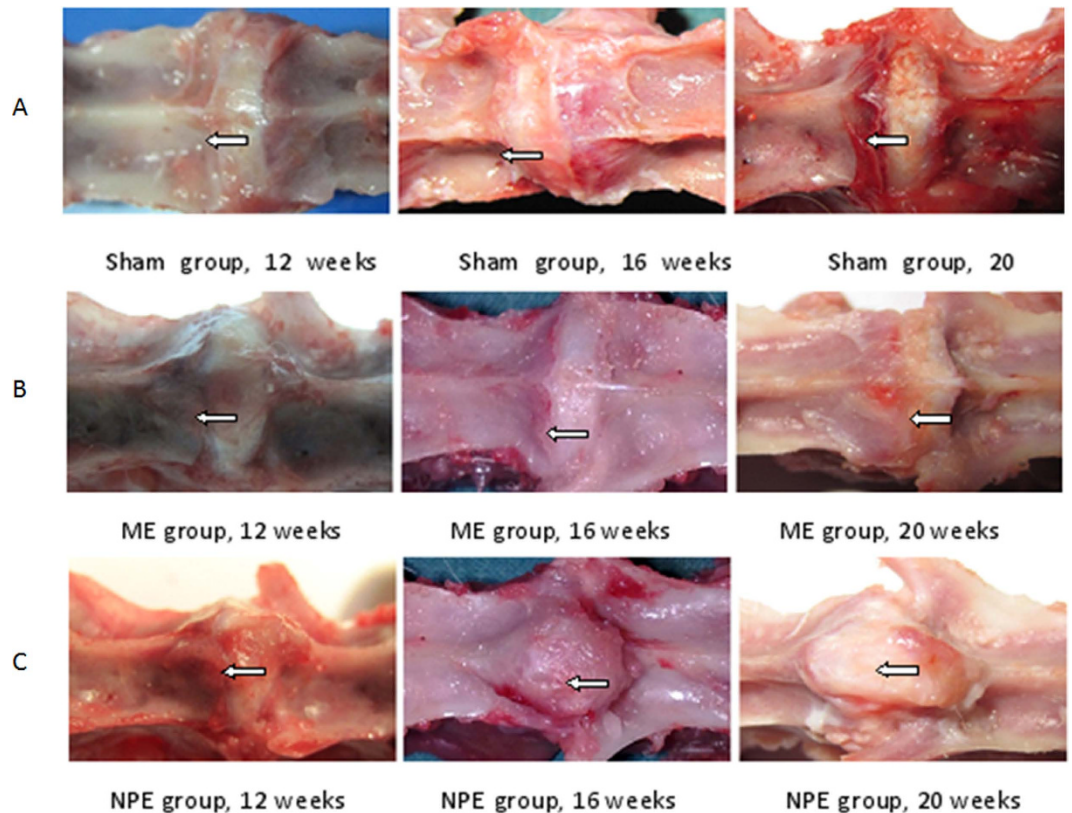 A
Sham group, 12 weeks
Sham group, 16 weeks
Sham group, 20
B
ME group, 12 weeks
ME group, 16 weeks
ME group, 20 weeks
C
NPE group, 12 weeks
NPE group, 16 weeks
NPE group, 20 weeks